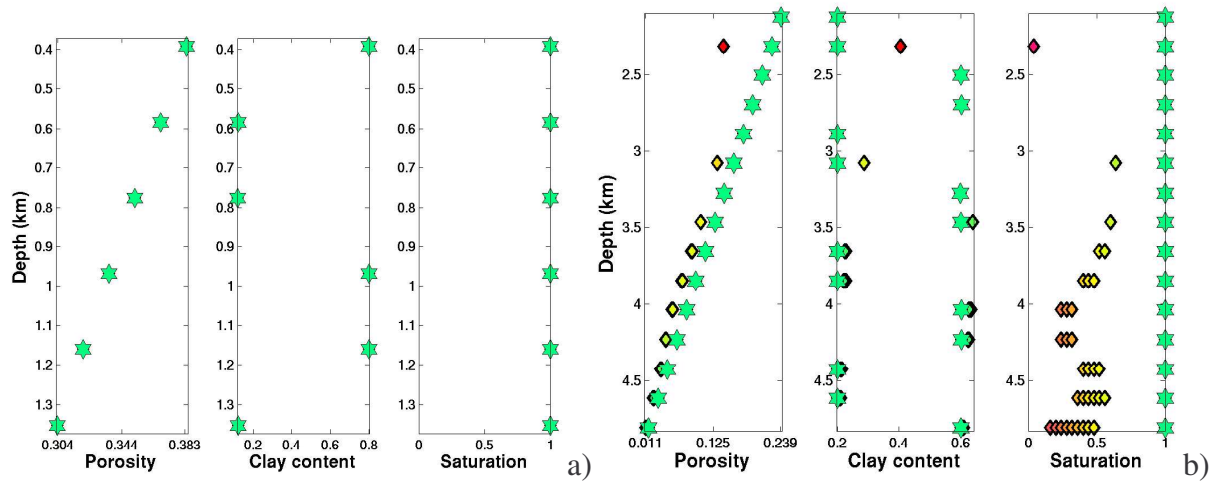 0.4
0.5
0.6
0.7
0.8
0.9
1
1.1
1.2
1.3
Depth (km)
0.304 0.344 0.383
Porosity
0.4
0.5
0.6
0.7
0.8
0.9
1
1.1
1.2
1.3
0.2 0.4 0.6 0.8
Clay content
0.4
0.5
0.6
0.7
0.8
0.9
1
1.1
1.2
1.3
0 0.5 1
Saturation
a)
2.5
3
3.5
4
4.5
Depth (km)
0.011 0.125 0.239
Porosity
2.5
3
3.5
4
4.5
0.2 0.4 0.6
Clay content
2.5
3
3.5
4
4.5
0 0.5 1
Saturation
b)